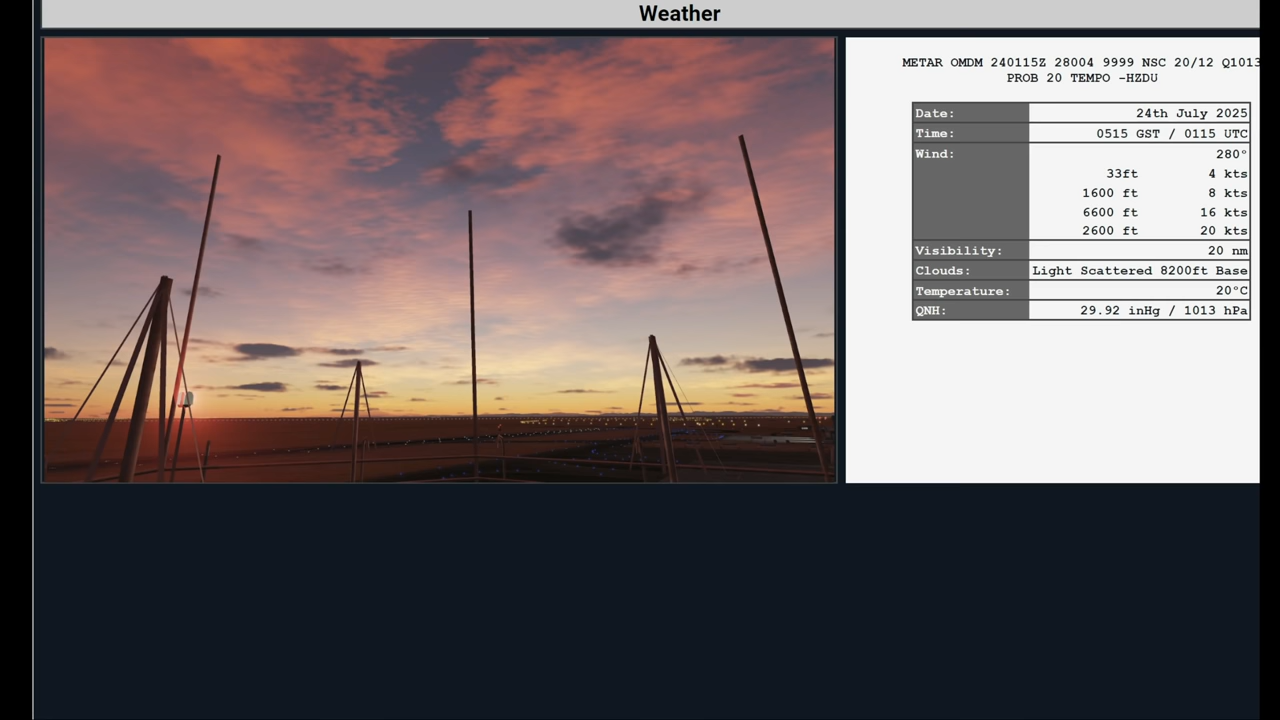 Weather
METAR OMDM 240115Z 28004 9999 NSC 20/12 Q1013
PROB 20 TEMPO -HZDU
Date: 24th July 2025
Time: 0515 GST / 0115 UTC
Wind: 280°
33ft 4 kts
1600 ft 8 kts
6600 ft 16 kts
2600 ft 20 kts
Visibility: 20 nm
Clouds: Light Scattered 8200ft Base
Temperature: 20°C
QNH: 29.92 inHg / 1013 hPa